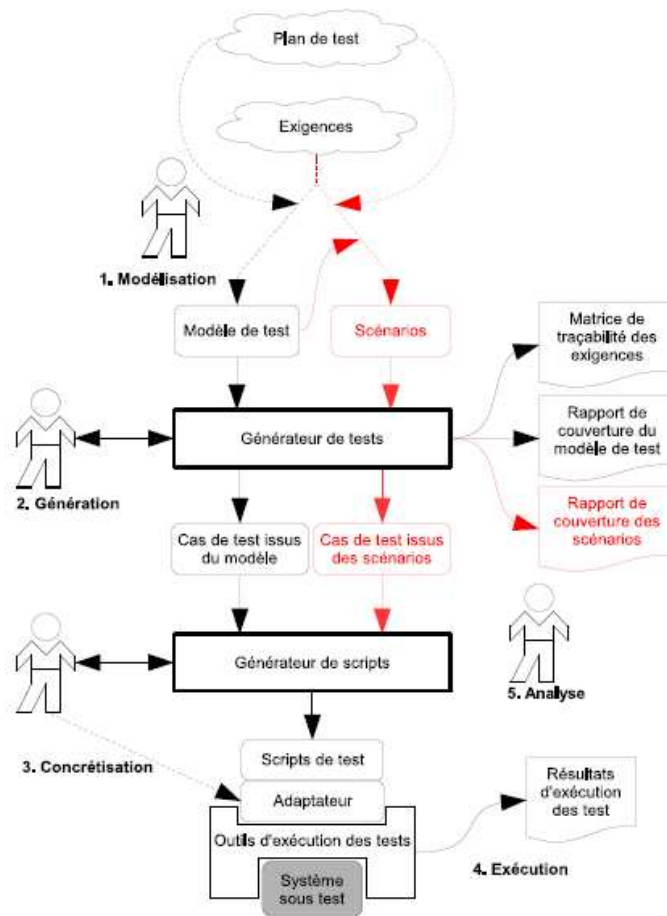 Plan de test
Exigences
1. Modélisation
Modèle de test
Scénarios
Matrice de
traçabilité des
exigences
Générateur de tests
Rapport de
couverture du
modèle de test
2. Génération
Rapport de
couverture des
scénarios
Cas de test issus
du modèle
Cas de test issus
des scénarios
Générateur de scripts
5. Analyse
3. Concrétisation
Scripts de test
Adaptateur
Résultats
d'exécution
des test
Outils d'exécution des tests
4. Exécution
Système
sous test